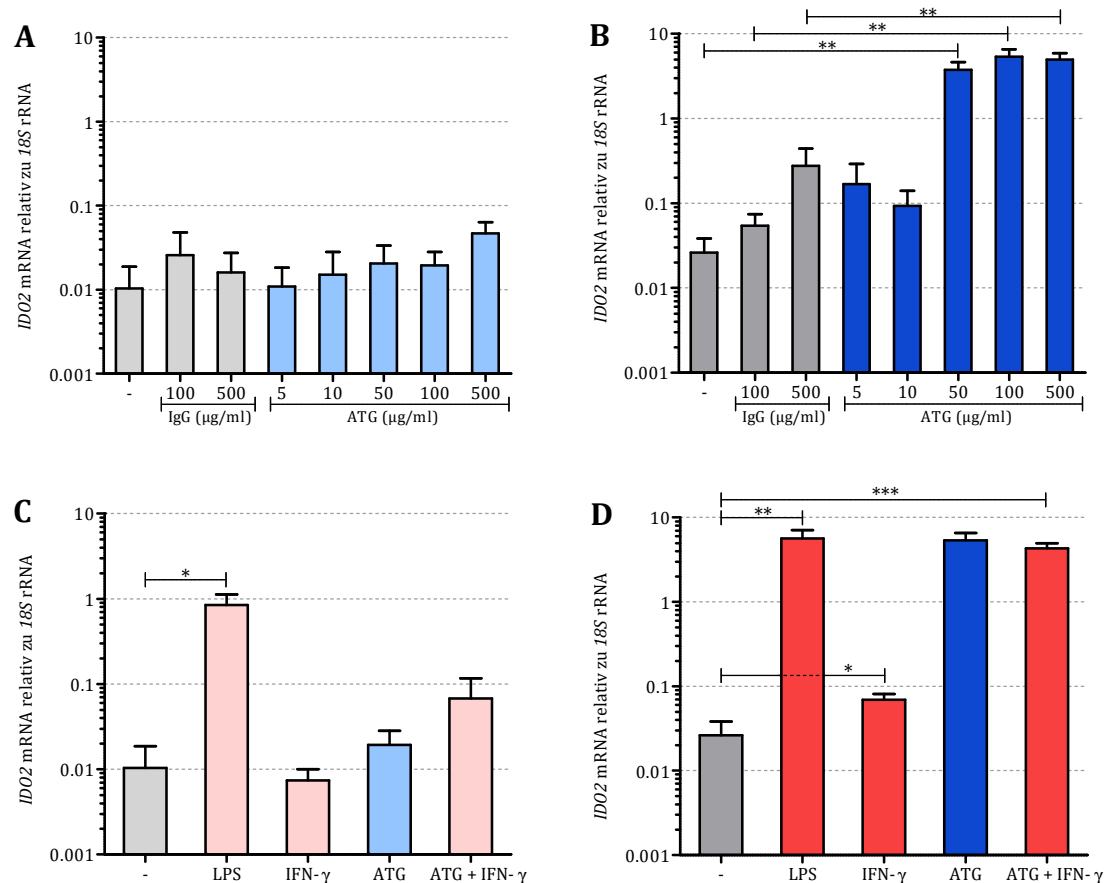 A
IDO2 mRNA relativ zu 18S rRNA
10
1
0.1
0.01
0.001
- 100 500 5 10 50 100 500
IgG (µg/ml) ATG (µg/ml)
B
IDO2 mRNA relativ zu 18S rRNA
**
**
**
10
1
0.1
0.01
0.001
- 100 500 5 10 50 100 500
IgG (µg/ml) ATG (µg/ml)
C
IDO2 mRNA relativ zu 18S rRNA
*
10
1
0.1
0.01
0.001
- LPS IFN- γ ATG ATG + IFN- γ
D
IDO2 mRNA relativ zu 18S rRNA
***
**
*
10
1
0.1
0.01
0.001
- LPS IFN- γ ATG ATG + IFN- γ